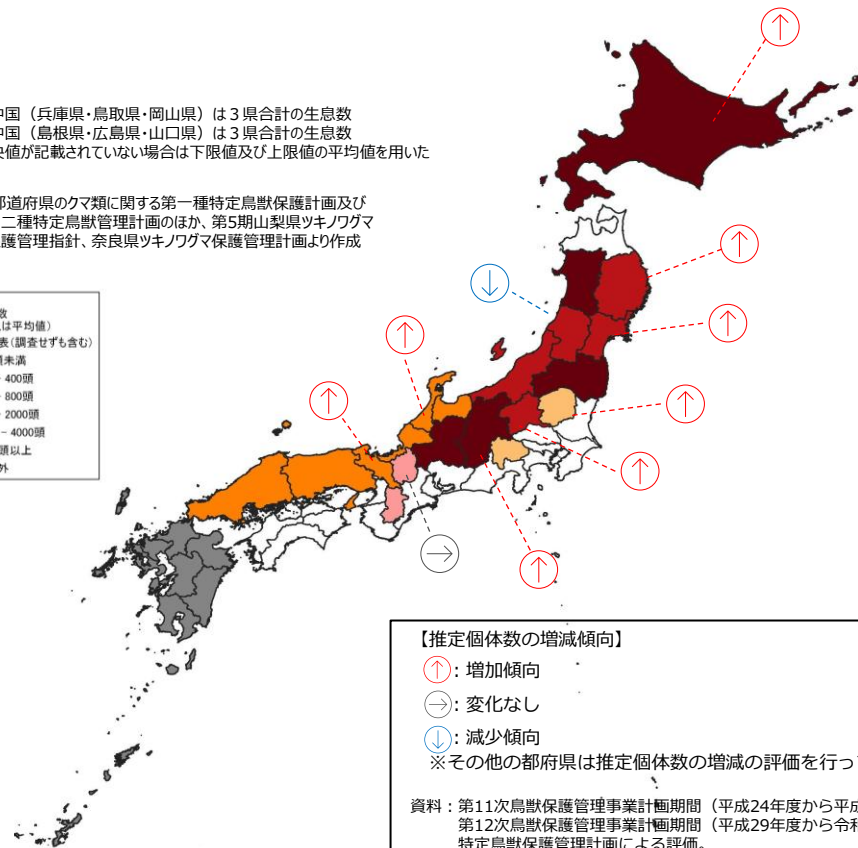 中国（兵庫県・鳥取県・岡山県）は３県合計の生息数
中国（島根県・広島県・山口県）は３県合計の生息数
値が記載されていない場合は下限値及び上限値の平均値を用いた
都道府県のクマ類に関する第一種特定鳥獣保護計画及び
二種特定鳥獣管理計画のほか、第5期山梨県ツキノワグマ
護管理指針、奈良県ツキノワグマ保護管理計画より作成
数
は平均値）
表（調査せずも含む）
未満
400頭
800頭
2000頭
- 4000頭
頭以上
外
【推定個体数の増減傾向】
↑：増加傾向
→：変化なし
↓：減少傾向
※その他の都府県は推定個体数の増減の評価を行っ
資料：第11次鳥獣保護管理事業計画期間（平成24年度から平成
第12次鳥獣保護管理事業計画期間（平成29年度から令和
特定鳥獣保護管理計画による評価。